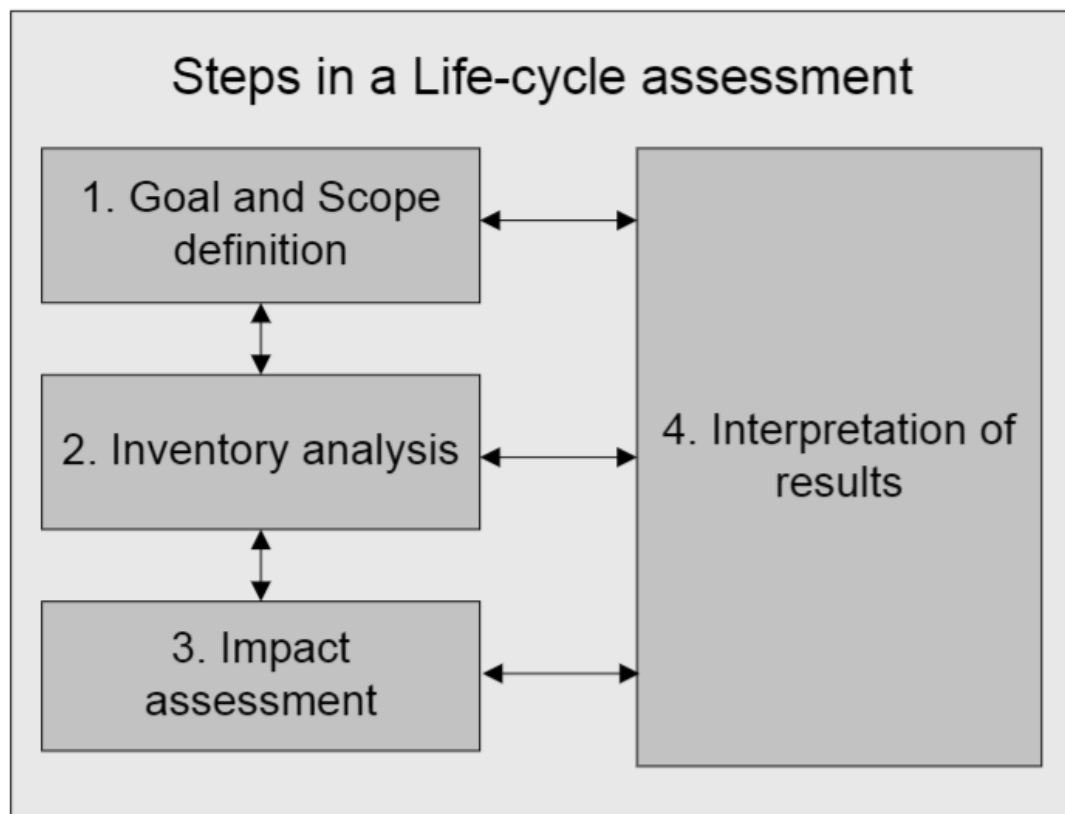 Steps in a Life-cycle assessment
1. Goal and Scope
definition
2. Inventory analysis
3. Impact
assessment
4. Interpretation of
results